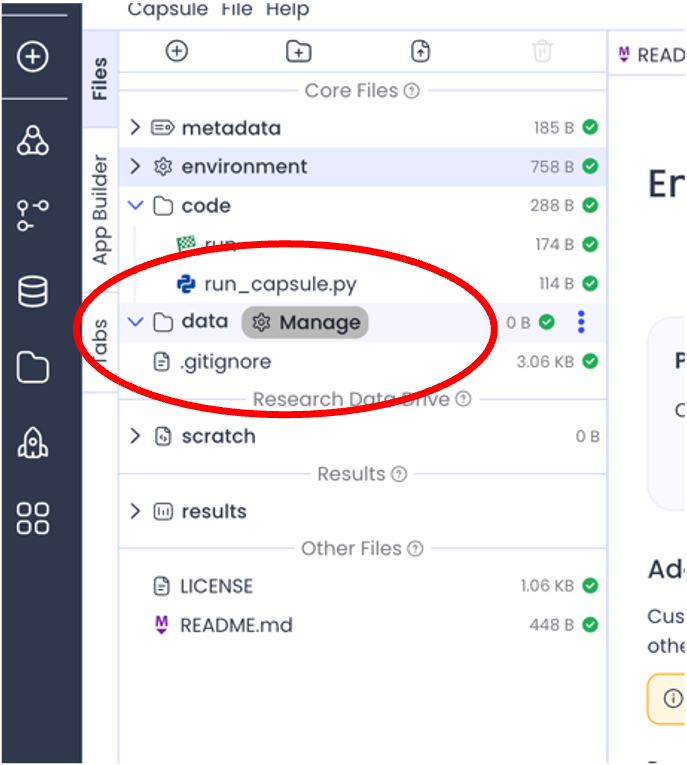 Capsule File Help
READ
Files
App Builder
Tabs
Core Files
metadata 185 B
environment 758 B
code 288 B
run 174 B
run_capsule.py 114 B
data Manage 0 B
.gitignore 3.06 KB
Research Data Drive
scratch 0 B
Results
results
Other Files
LICENSE 1.06 KB
README.md 448 B
En
P
Ad
Cus
othe